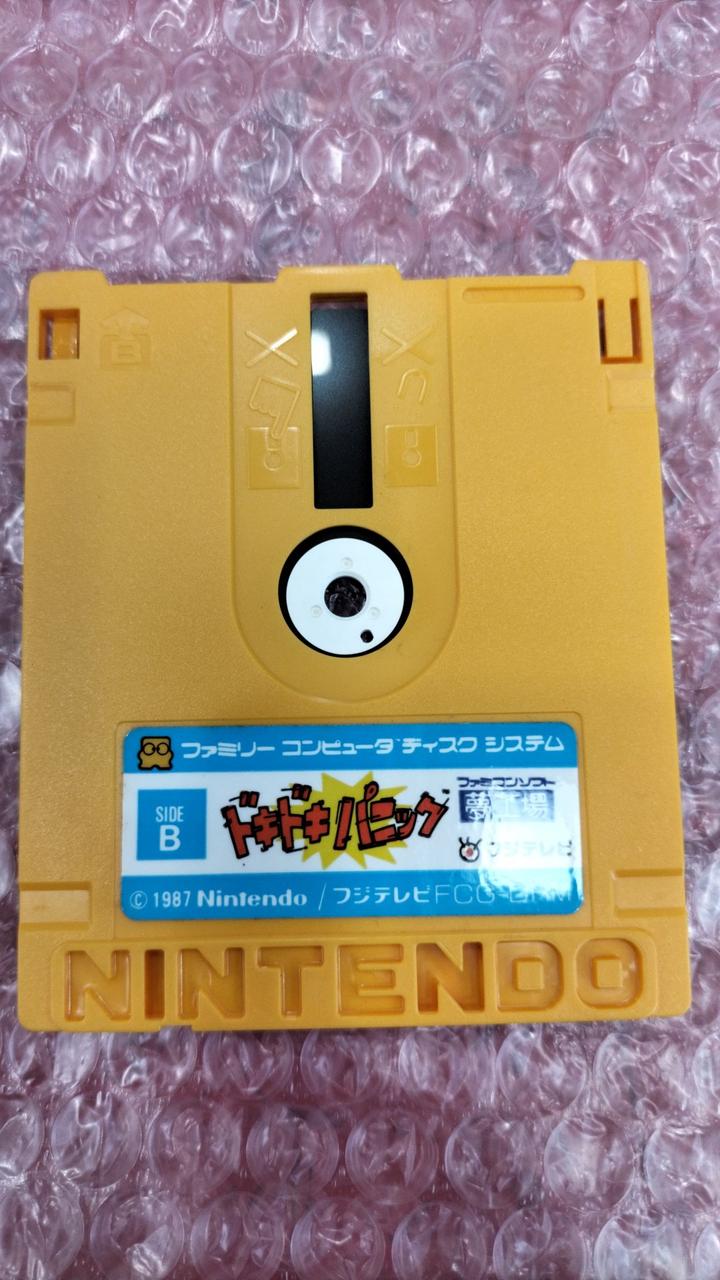 B
ファミリー コンピュータ ディスク システム
SIDE
B
ドキドキパニック
ファミコンソフト
夢工場
フジテレビ
© 1987 Nintendo / フジテレビ
NINTENDO